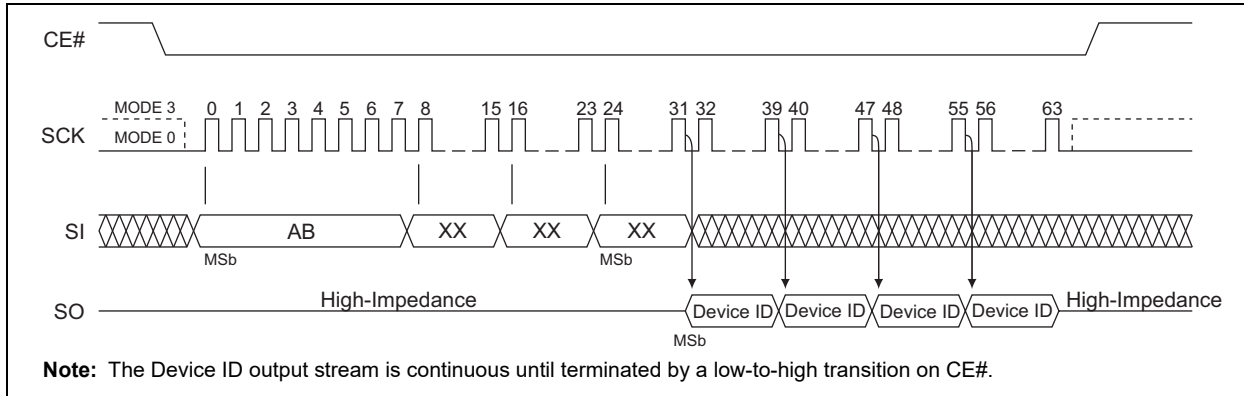 CE#
MODE 3 0 1 2 3 4 5 6 7 8 15 16 23 24 31 32 39 40 47 48 55 56 63
SCK MODE 0
SI AB XX XX XX
MSb MSb
High-Impedance High-Impedance
SO Device ID Device ID Device ID Device ID
MSb
Note: The Device ID output stream is continuous until terminated by a low-to-high transition on CE#.